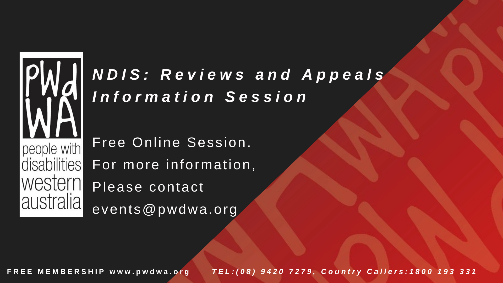 PWd
WA
people with
disabilities
western
australia
NDIS: Reviews and Appeals
Information Session
Free Online Session.
For more information,
Please contact
events@pwdwa.org
FREE MEMBERSHIP www.pwdwa.org TEL:(08) 9420 7279, Country Callers:1800 193 331